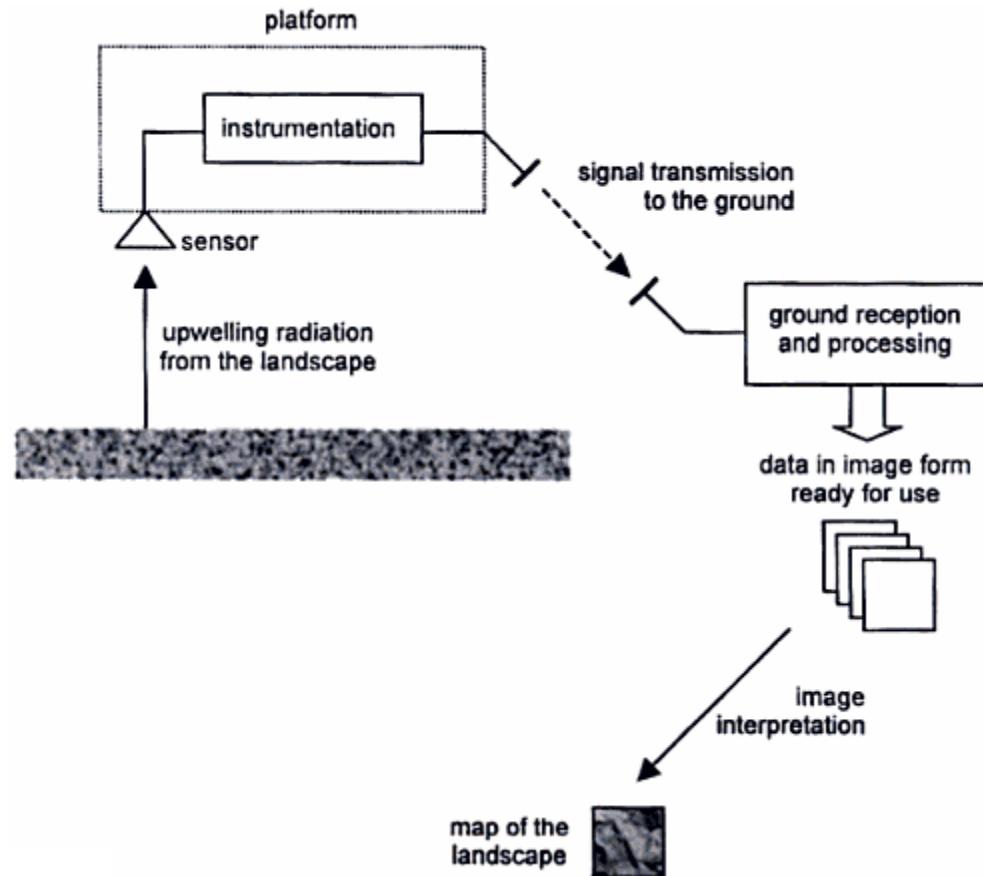 platform
instrumentation
sensor
signal transmission
to the ground
upwelling radiation
from the landscape
ground reception
and processing
data in image form
ready for use
image
interpretation
map of the
landscape